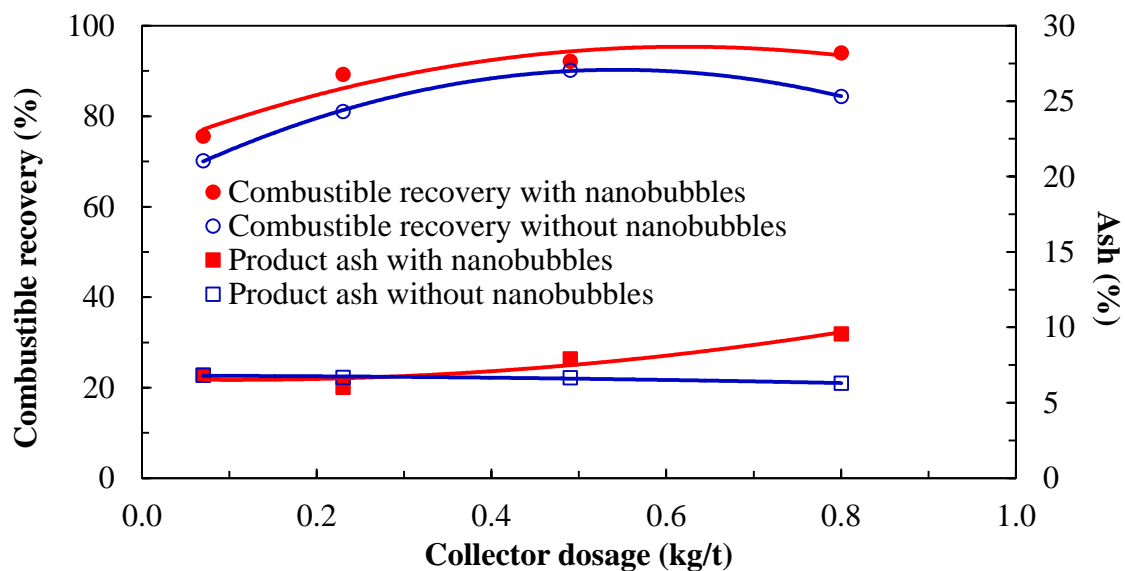 100
80
60
40
20
0
Combustible recovery (%)
Combustible recovery with nanobubbles
Combustible recovery without nanobubbles
Product ash with nanobubbles
Product ash without nanobubbles
30
25
20
15
10
5
0
Ash (%)
0.0 0.2 0.4 0.6 0.8 1.0
Collector dosage (kg/t)